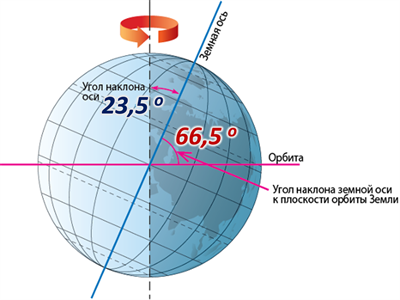 Земная ось
Угол наклона
оси
23,5 º
66,5 º
Орбита
Угол наклона земной оси
к плоскости орбиты Земли